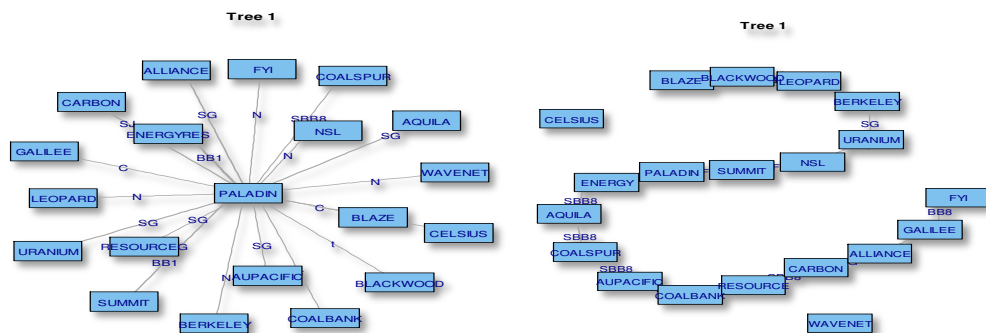 Tree 1
ALLIANCE
FYI
COALSPUR
CARBON
SJ
SG
N
SBB8
AQUILA
ENERGYRES
NSL
SG
GALILEE
BB1
N
C
WAVENET
N
LEOPARD
N
PALADIN
C
BLAZE
SG
SG
CELSIUS
URANIUM
RESOURCE
G
SG
t
BB1
AUPACIFIC
BLACKWOOD
SUMMIT
N
BERKELEY
COALBANK
Tree 1
BLAZE
BLACKWOOD
LEOPARD
BERKELEY
CELSIUS
SG
URANIUM
NSL
PALADIN
SUMMIT
ENERGY
SBB8
FYI
AQUILA
BB8
GALILEE
SBB8
COALSPUR
ALLIANCE
SBB8
CARBON
AUPACIFIC
SBB8
RESOURCE
COALBANK
WAVENET